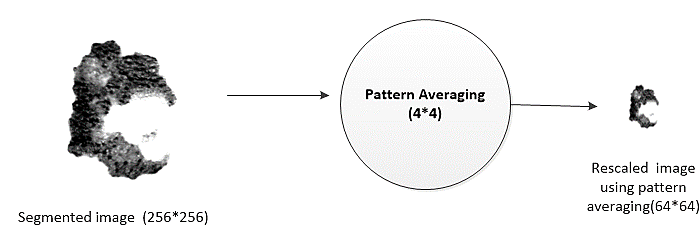 Pattern Averaging
(4*4)
Segmented image (256*256)
Rescaled image
using pattern
averaging(64*64)